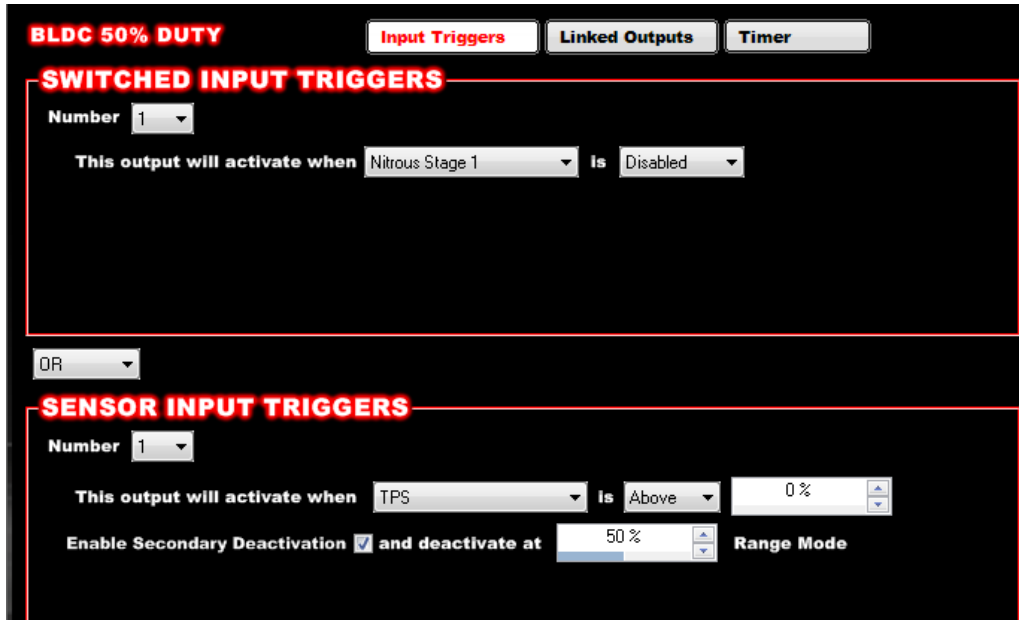 BLDC 50% DUTY Input Triggers Linked Outputs Timer
SWITCHED INPUT TRIGGERS
Number 1
This output will activate when Nitrous Stage 1 is Disabled
OR
SENSOR INPUT TRIGGERS
Number 1
This output will activate when TPS is Above 0 %
Enable Secondary Deactivation and deactivate at 50 % Range Mode